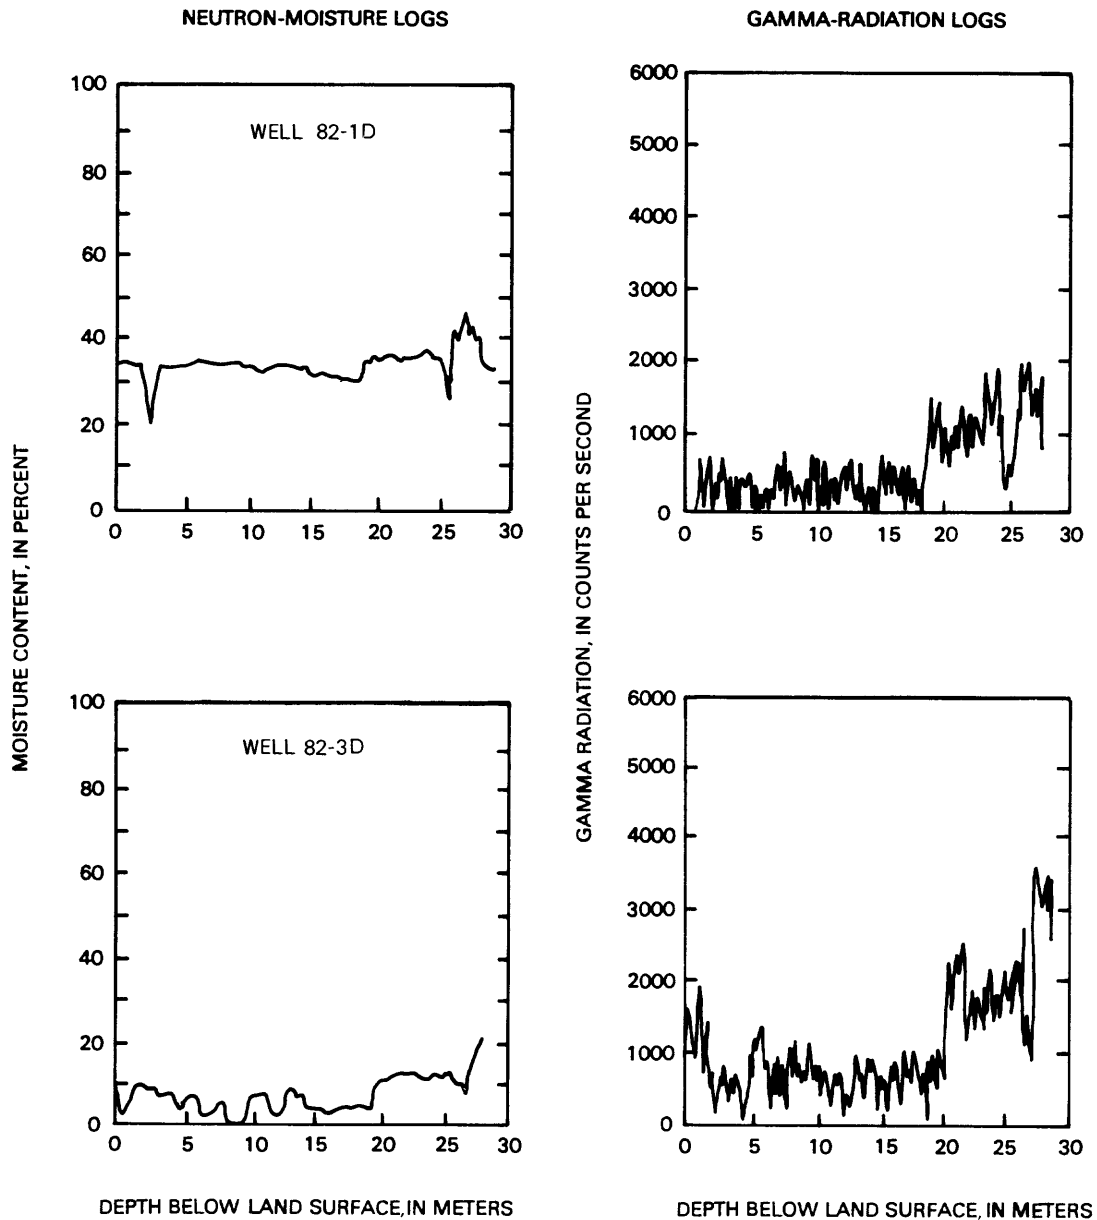 NEUTRON-MOISTURE LOGS
GAMMA-RADIATION LOGS
MOISTURE CONTENT, IN PERCENT
100
80
60
40
20
0
WELL 82-1D
0 5 10 15 20 25 30
GAMMA RADIATION, IN COUNTS PER SECOND
6000
5000
4000
3000
2000
1000
0
0 5 10 15 20 25 30
100
80
60
40
20
0
WELL 82-3D
0 5 10 15 20 25 30
6000
5000
4000
3000
2000
1000
0
0 5 10 15 20 25 30
DEPTH BELOW LAND SURFACE, IN METERS
DEPTH BELOW LAND SURFACE, IN METERS